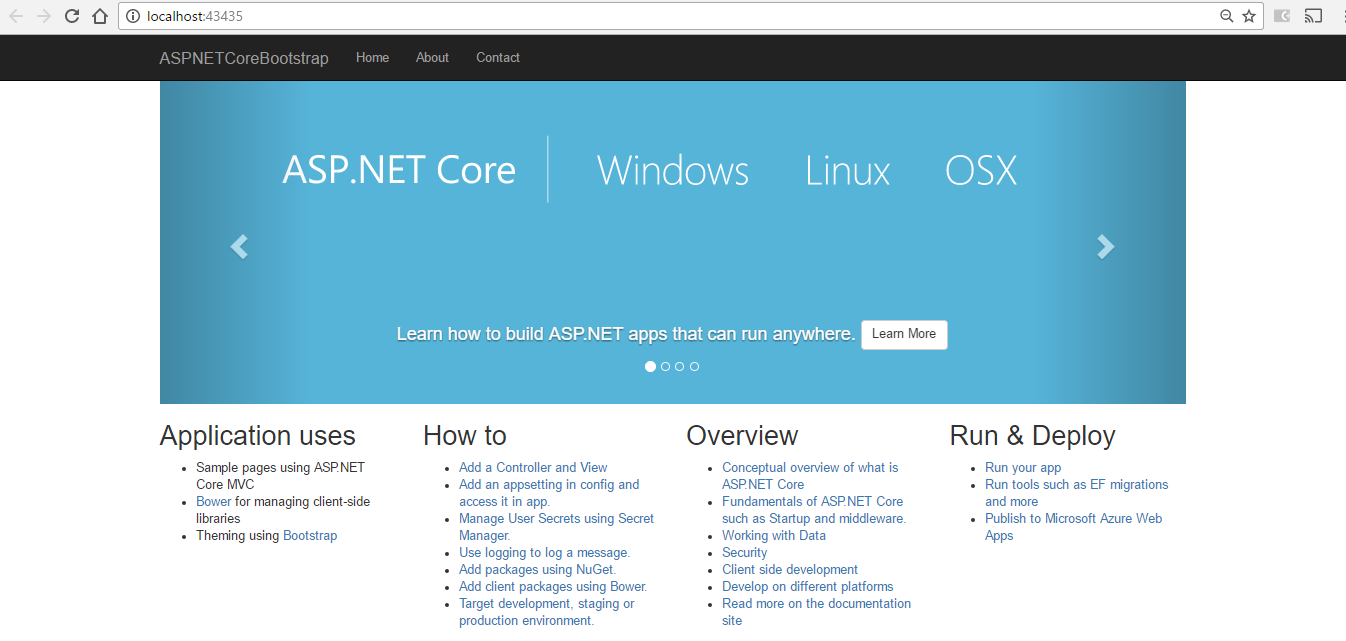 localhost:43435
ASPNETCoreBootstrap Home About Contact
ASP.NET Core Windows Linux OSX
Learn how to build ASP.NET apps that can run anywhere. Learn More
Application uses
Sample pages using ASP.NET
Core MVC
Bower for managing client-side
libraries
Theming using Bootstrap
How to
Add a Controller and View
Add an appsetting in config and
access it in app.
Manage User Secrets using Secret
Manager.
Use logging to log a message.
Add packages using NuGet.
Add client packages using Bower.
Target development, staging or
production environment.
Overview
Conceptual overview of what is
ASP.NET Core
Fundamentals of ASP.NET Core
such as Startup and middleware.
Working with Data
Security
Client side development
Develop on different platforms
Read more on the documentation
site
Run & Deploy
Run your app
Run tools such as EF migrations
and more
Publish to Microsoft Azure Web
Apps